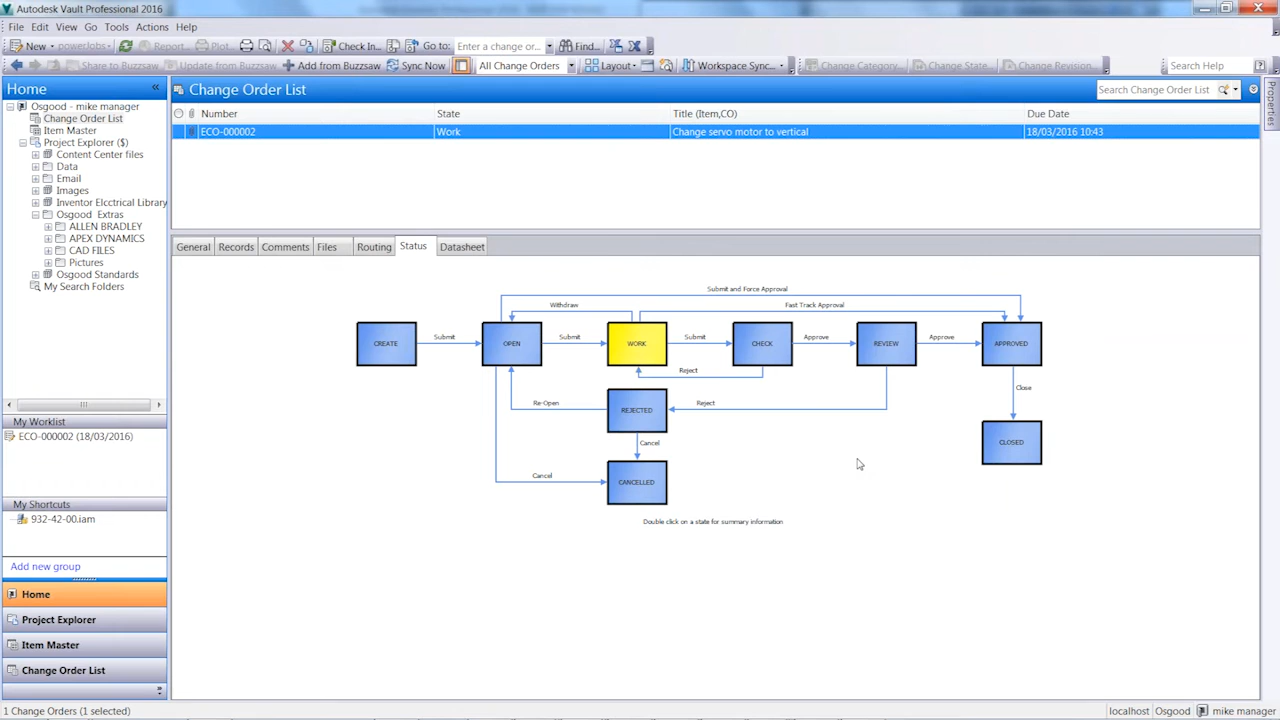 Autodesk Vault Professional 2016
File Edit View Go Tools Actions Help
New powerJobs Report... Plot... Check In... Go to: Enter a change or... Find...
Share to Buzzsaw Update from Buzzsaw Add from Buzzsaw Sync Now All Change Orders Layout Workspace Sync... Change Category... Change State... Change Revision... Search Help
Home
Osgood - mike manager
Change Order List
Item Master
Project Explorer ($)
Content Center files
Data
Email
Images
Inventor Elcctrical Library
Osgood Extras
ALLEN BRADLEY
APEX DYNAMICS
CAD FILES
Pictures
Osgood Standards
My Search Folders
My Worklist
ECO-000002 (18/03/2016)
My Shortcuts
932-42-00.iam
Add new group
Home
Project Explorer
Item Master
Change Order List
Change Order List
Search Change Order List
Properties
Number State Title (Item,CO) Due Date
ECO-000002 Work Change servo motor to vertical 18/03/2016 10:43
General Records Comments Files Routing Status Datasheet
Submit and Force Approval
Withdraw Fast Track Approval
CREATE Submit OPEN Submit WORK Submit CHECK Approve REVIEW Approve APPROVED
Reject
Close
Re-Open REJECTED Reject
Cancel
CLOSED
Cancel CANCELLED
Double click on a state for summary information
1 Change Orders (1 selected) localhost Osgood mike manager